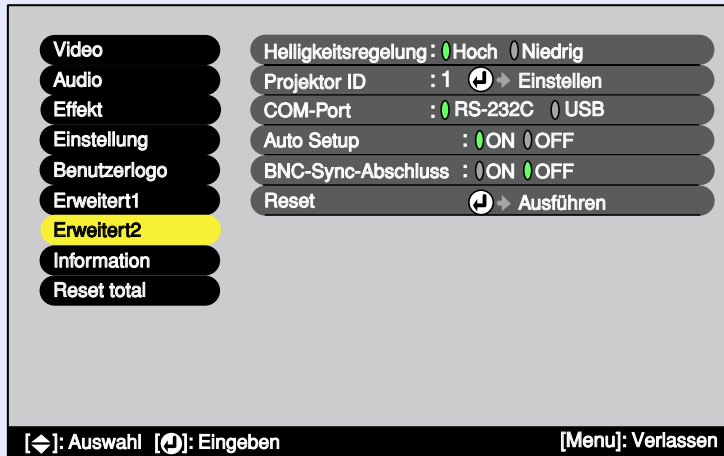 Video
Audio
Effekt
Einstellung
Benutzerlogo
Erweitert1
Erweitert2
Information
Reset total
Helligkeitsregelung : Hoch Niedrig
Projektor ID : 1 Einstellen
COM-Port : RS-232C USB
Auto Setup : ON OFF
BNC-Sync-Abschluss : ON OFF
Reset Ausführen
[ ]: Auswahl [ ]: Eingeben [Menu]: Verlassen